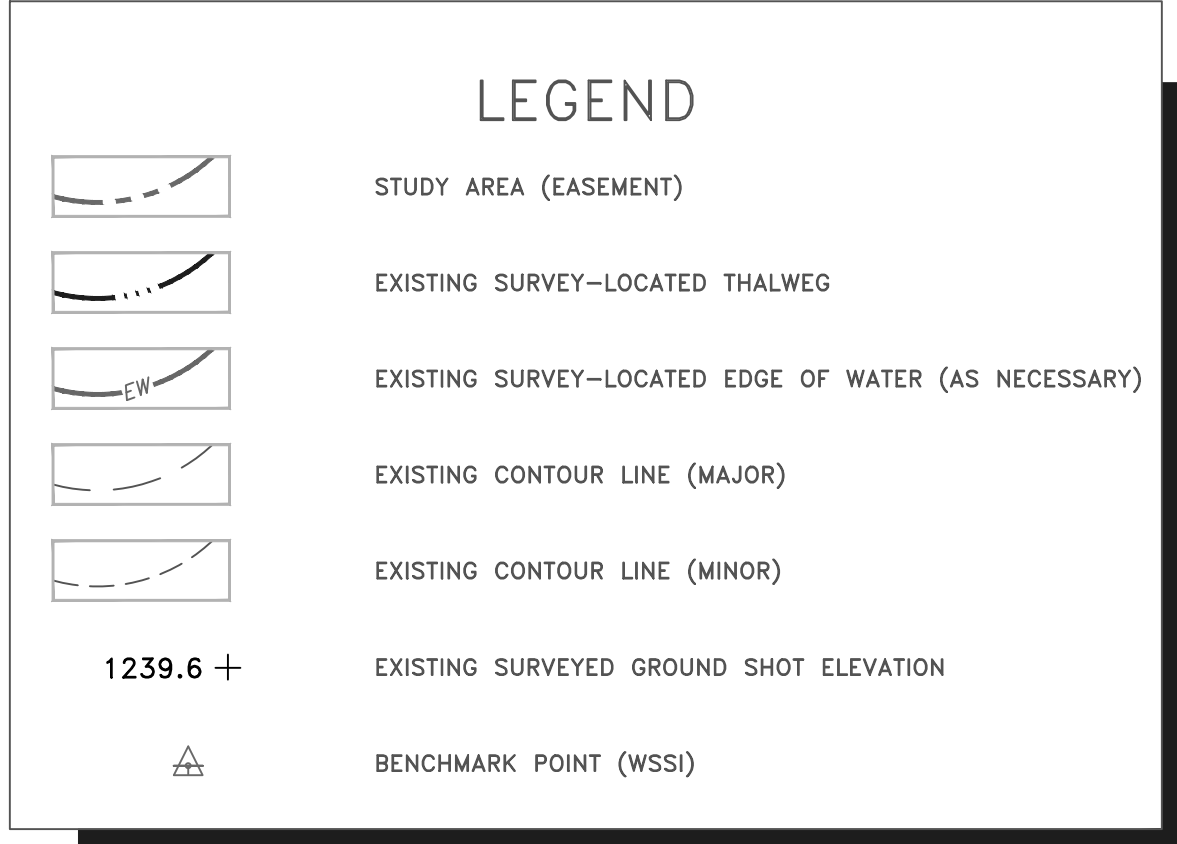 LEGEND
STUDY AREA (EASEMENT)
EXISTING SURVEY-LOCATED THALWEG
EW EXISTING SURVEY-LOCATED EDGE OF WATER (AS NECESSARY)
EXISTING CONTOUR LINE (MAJOR)
EXISTING CONTOUR LINE (MINOR)
1239.6 + EXISTING SURVEYED GROUND SHOT ELEVATION
BENCHMARK POINT (WSSI)